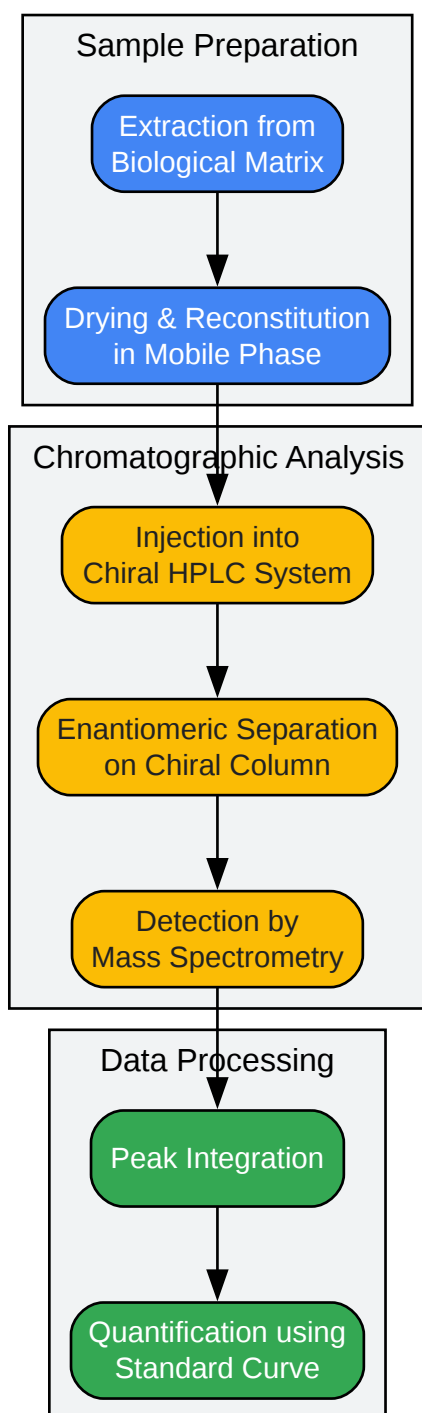 Sample Preparation
Extraction from
Biological Matrix
Drying & Reconstitution
in Mobile Phase
Chromatographic Analysis
Injection into
Chiral HPLC System
Enantiomeric Separation
on Chiral Column
Detection by
Mass Spectrometry
Data Processing
Peak Integration
Quantification using
Standard Curve